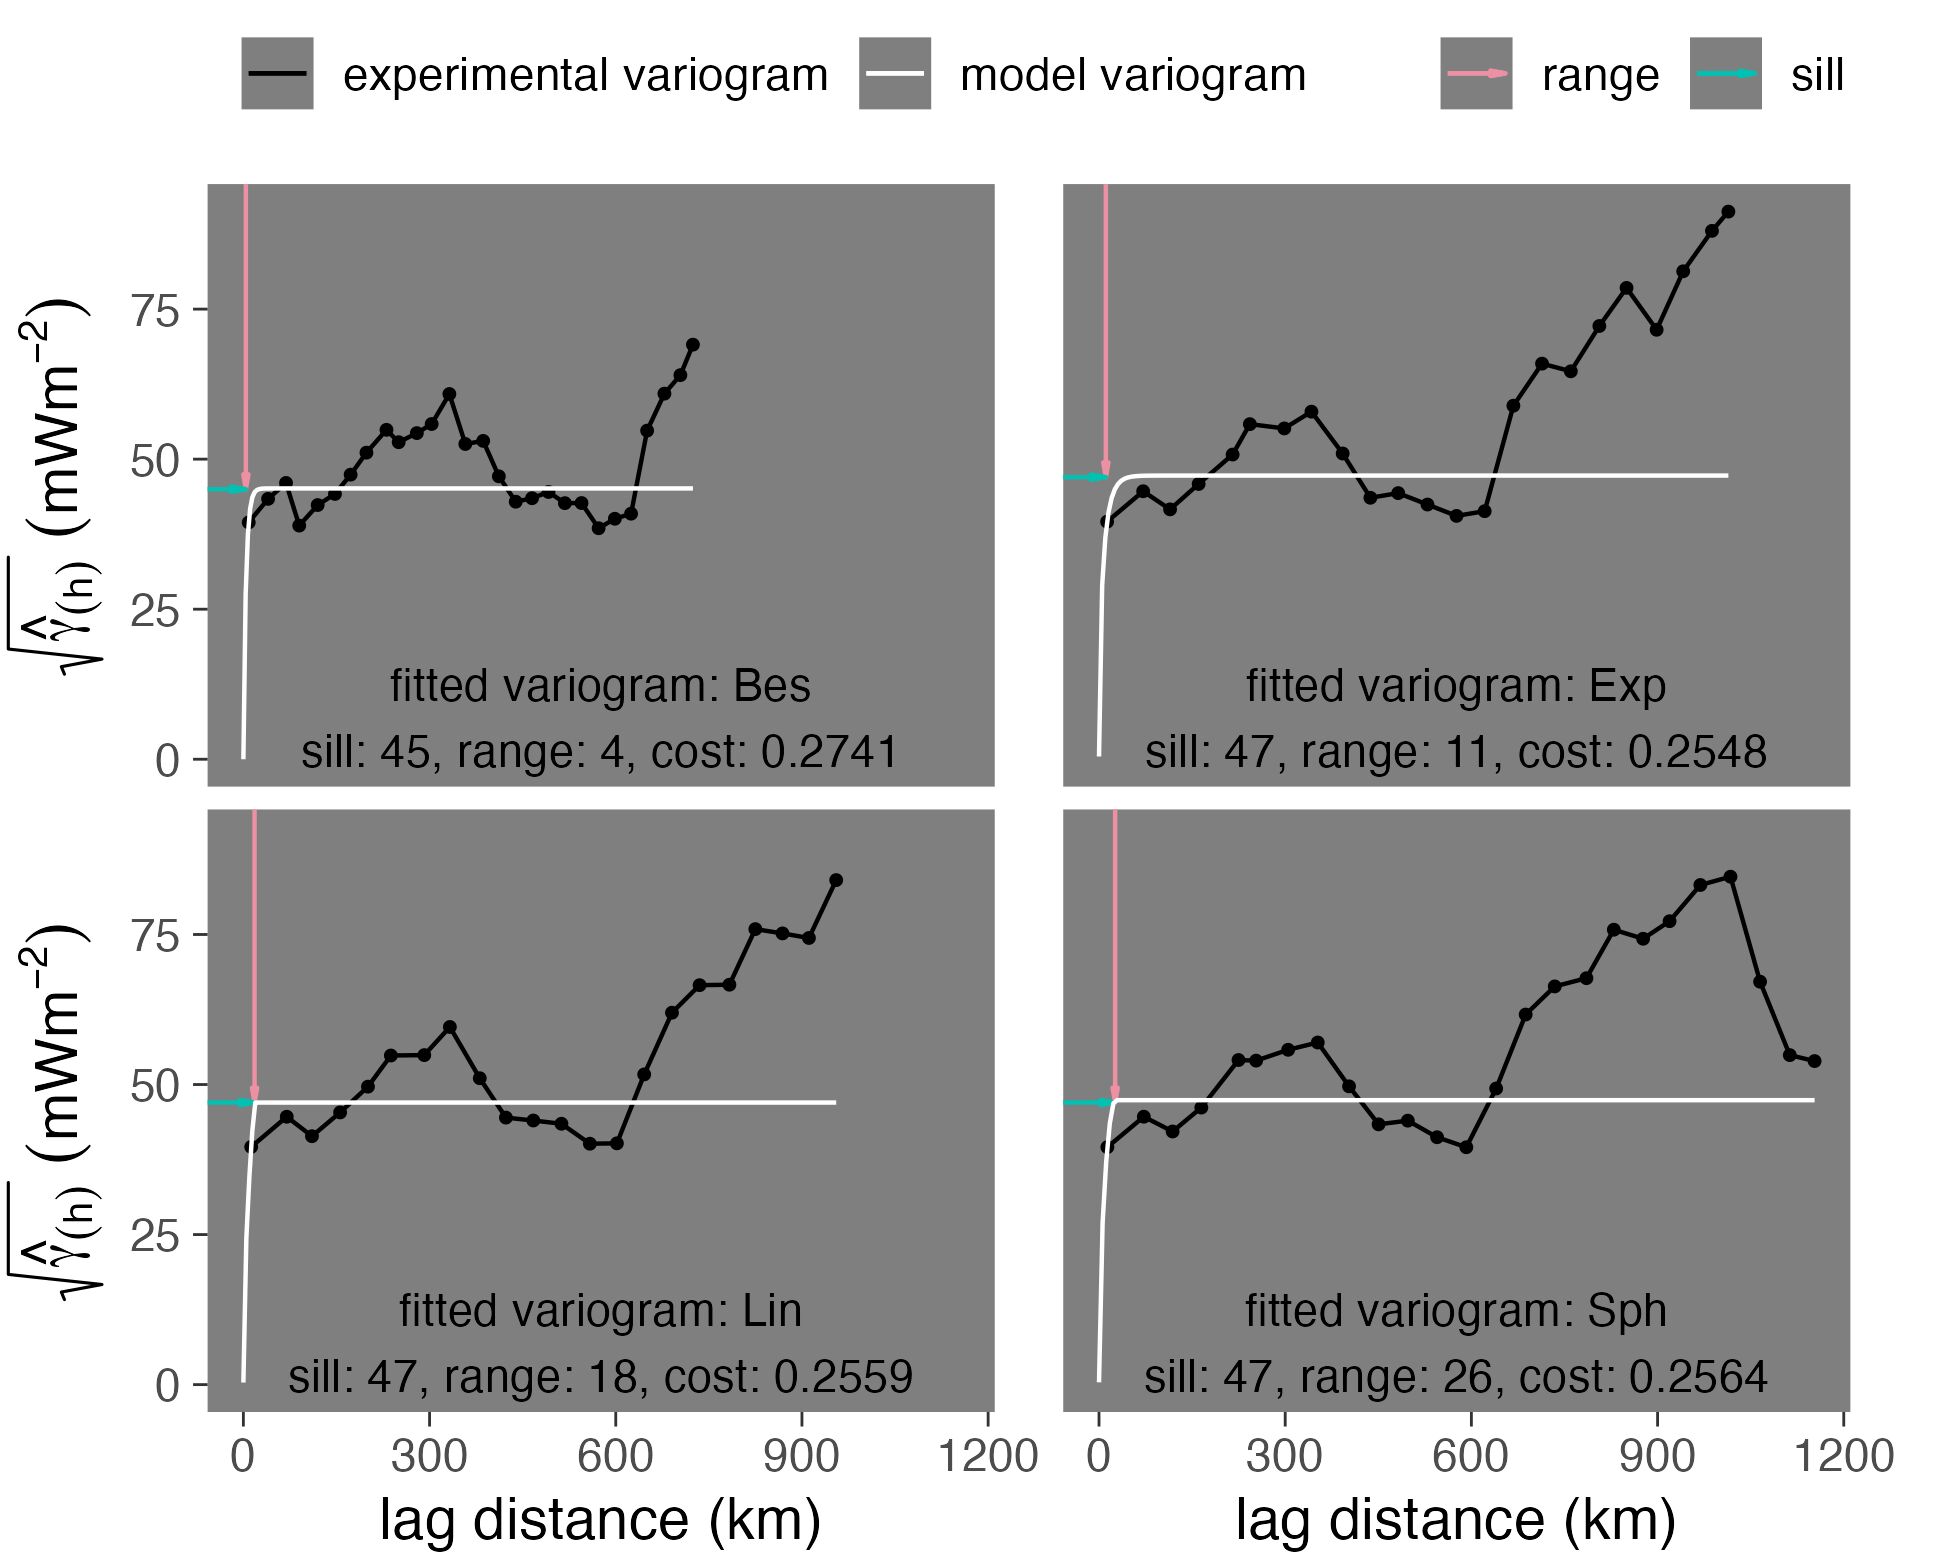 experimental variogram model variogram range sill
75
50
25
0
√γ̂(h) (mWm−2)
fitted variogram: Bes
sill: 45, range: 4, cost: 0.2741
fitted variogram: Exp
sill: 47, range: 11, cost: 0.2548
75
50
25
0
√γ̂(h) (mWm−2)
fitted variogram: Lin
sill: 47, range: 18, cost: 0.2559
fitted variogram: Sph
sill: 47, range: 26, cost: 0.2564
0 300 600 900 1200
0 300 600 900 1200
lag distance (km)
lag distance (km)